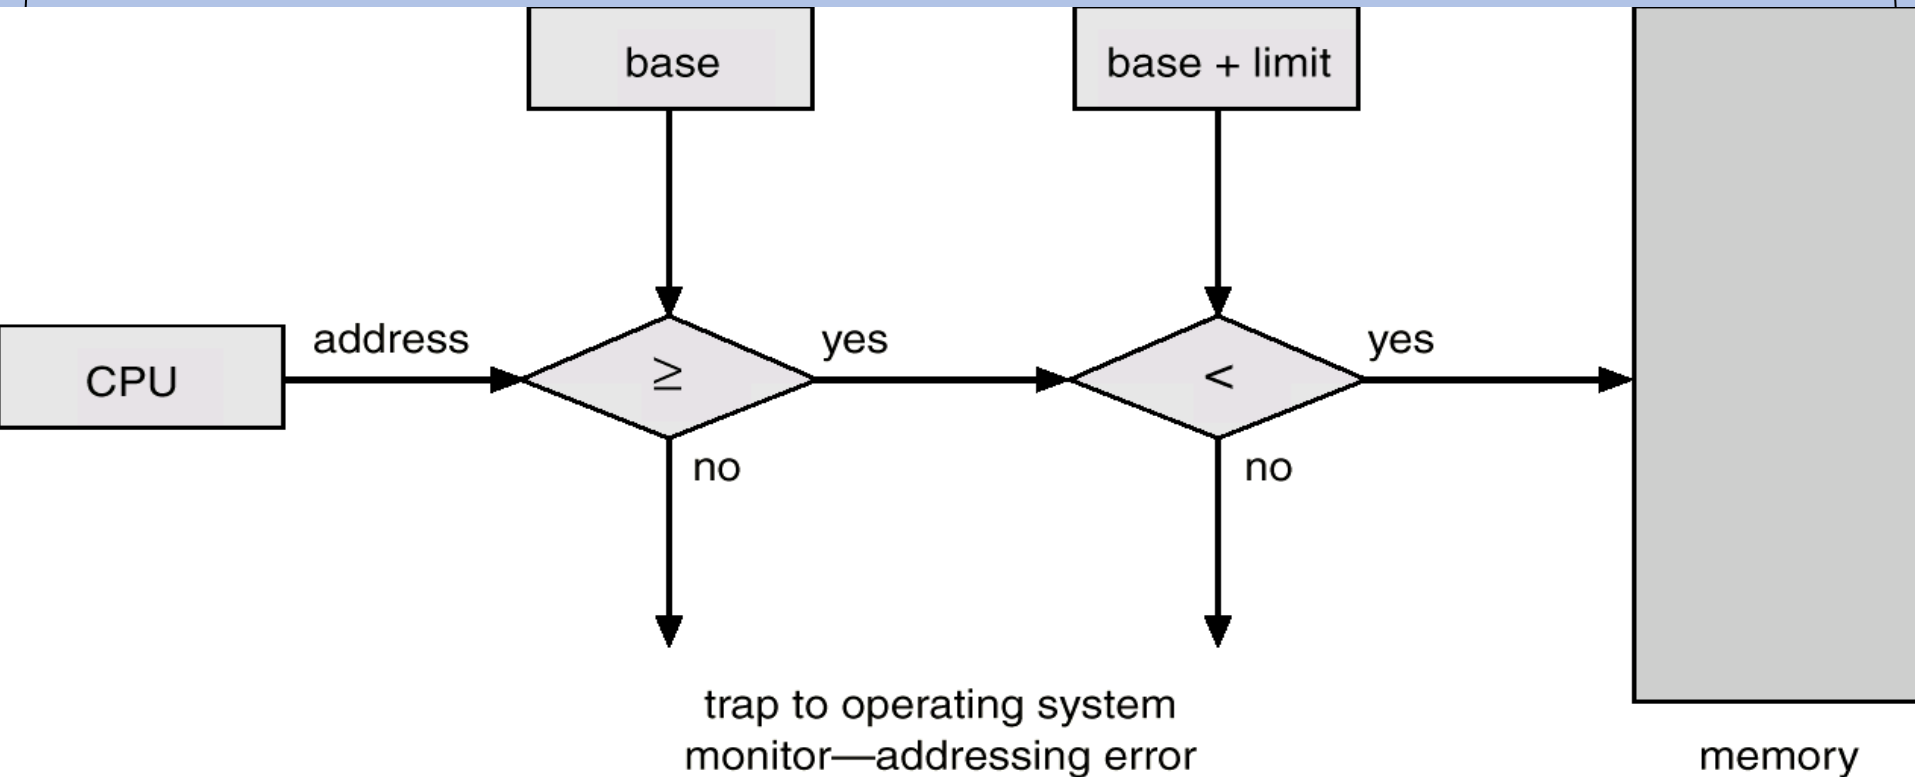 base
base + limit
address
yes
yes
CPU
≥
<
no
no
trap to operating system
monitor—addressing error
memory